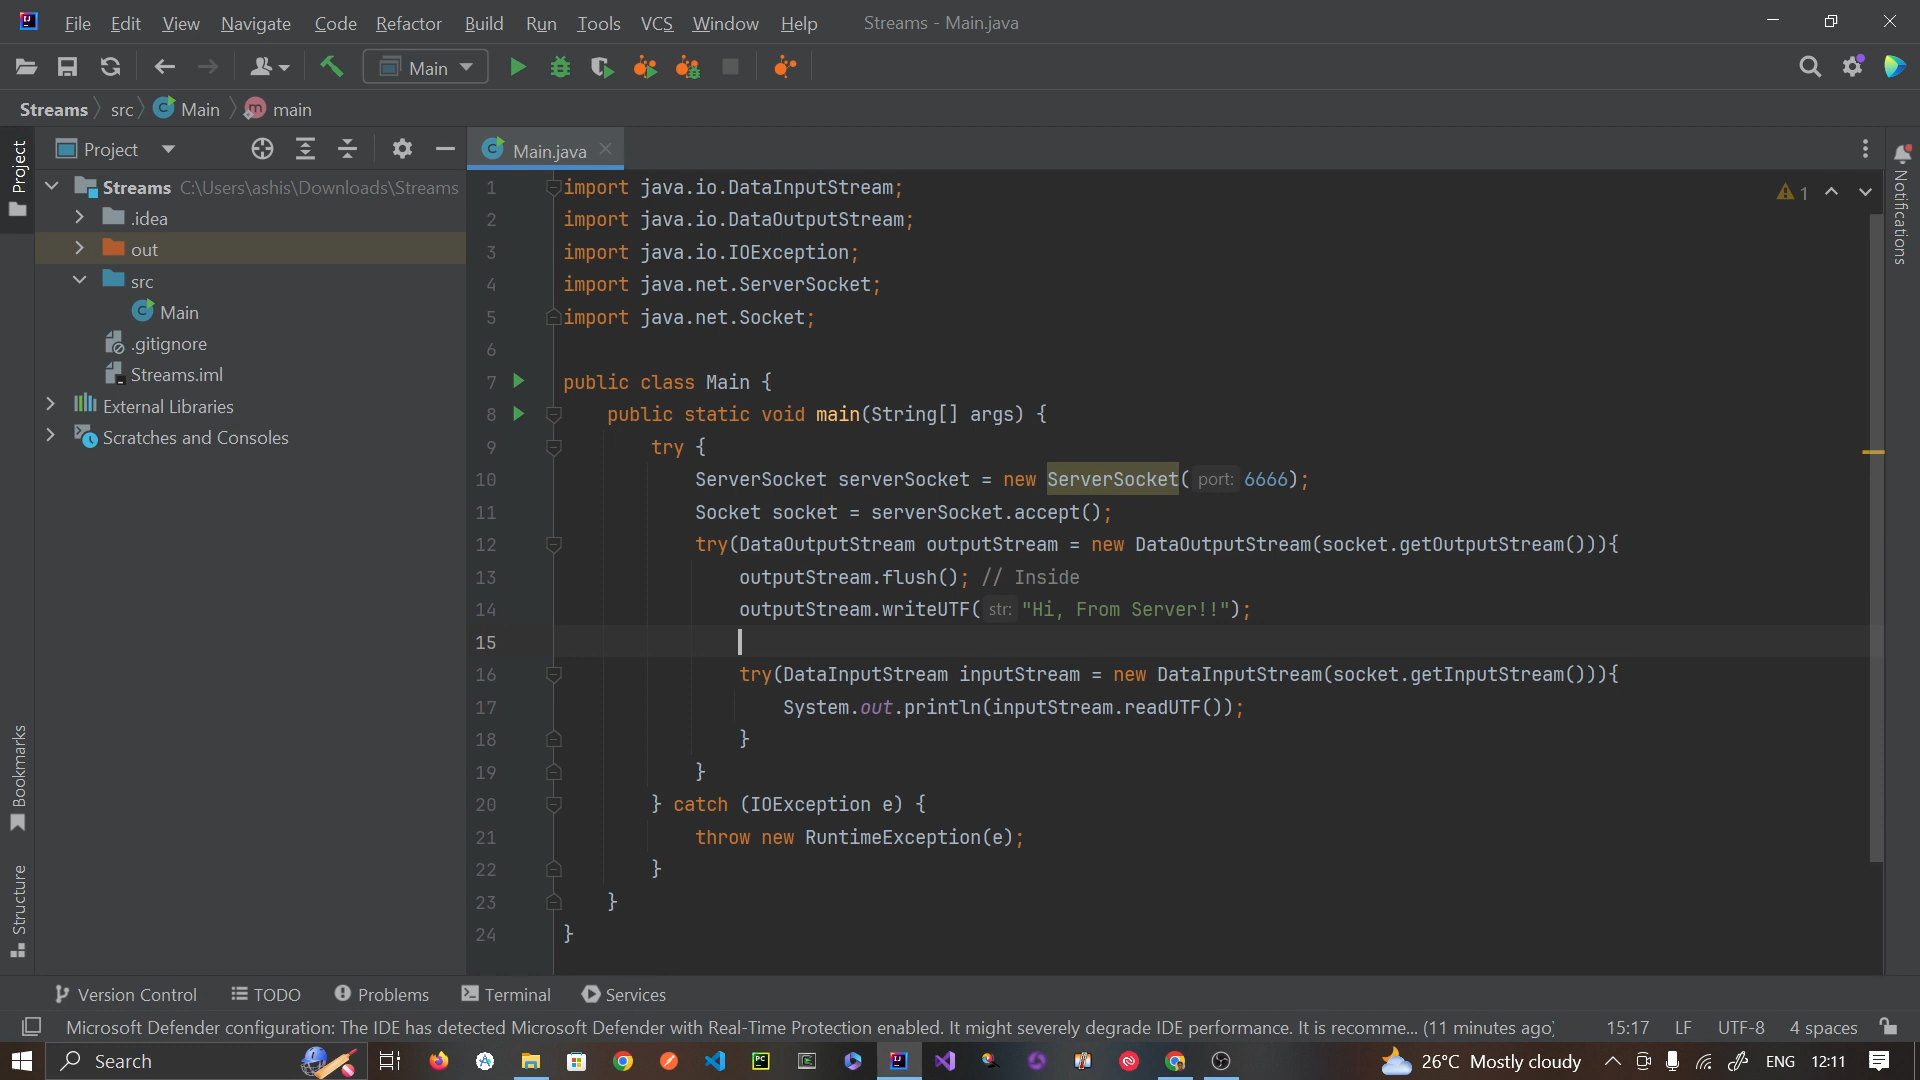 File Edit View Navigate Code Refactor Build Run Tools VCS Window Help Streams - Main.java
Main
Streams src Main main
Project
Project
Main.java
Notifications
Streams C:\Users\ashis\Downloads\Streams
.idea
out
src
Main
.gitignore
Streams.iml
External Libraries
Scratches and Consoles
Bookmarks
Structure
1
1 import java.io.DataInputStream;
2 import java.io.DataOutputStream;
3 import java.io.IOException;
4 import java.net.ServerSocket;
5 import java.net.Socket;
6
7 public class Main {
8 public static void main(String[] args) {
9 try {
10 ServerSocket serverSocket = new ServerSocket( port: 6666);
11 Socket socket = serverSocket.accept();
12 try(DataOutputStream outputStream = new DataOutputStream(socket.getOutputStream())){
13 outputStream.flush(); // Inside
14 outputStream.writeUTF( str: "Hi, From Server!!");
15
16 try(DataInputStream inputStream = new DataInputStream(socket.getInputStream())){
17 System.out.println(inputStream.readUTF());
18 }
19 }
20 } catch (IOException e) {
21 throw new RuntimeException(e);
22 }
23 }
24 }
Version Control TODO Problems Terminal Services
Microsoft Defender configuration: The IDE has detected Microsoft Defender with Real-Time Protection enabled. It might severely degrade IDE performance. It is recomme... (11 minutes ago) 15:17 LF UTF-8 4 spaces
Search 26°C Mostly cloudy ENG 12:11